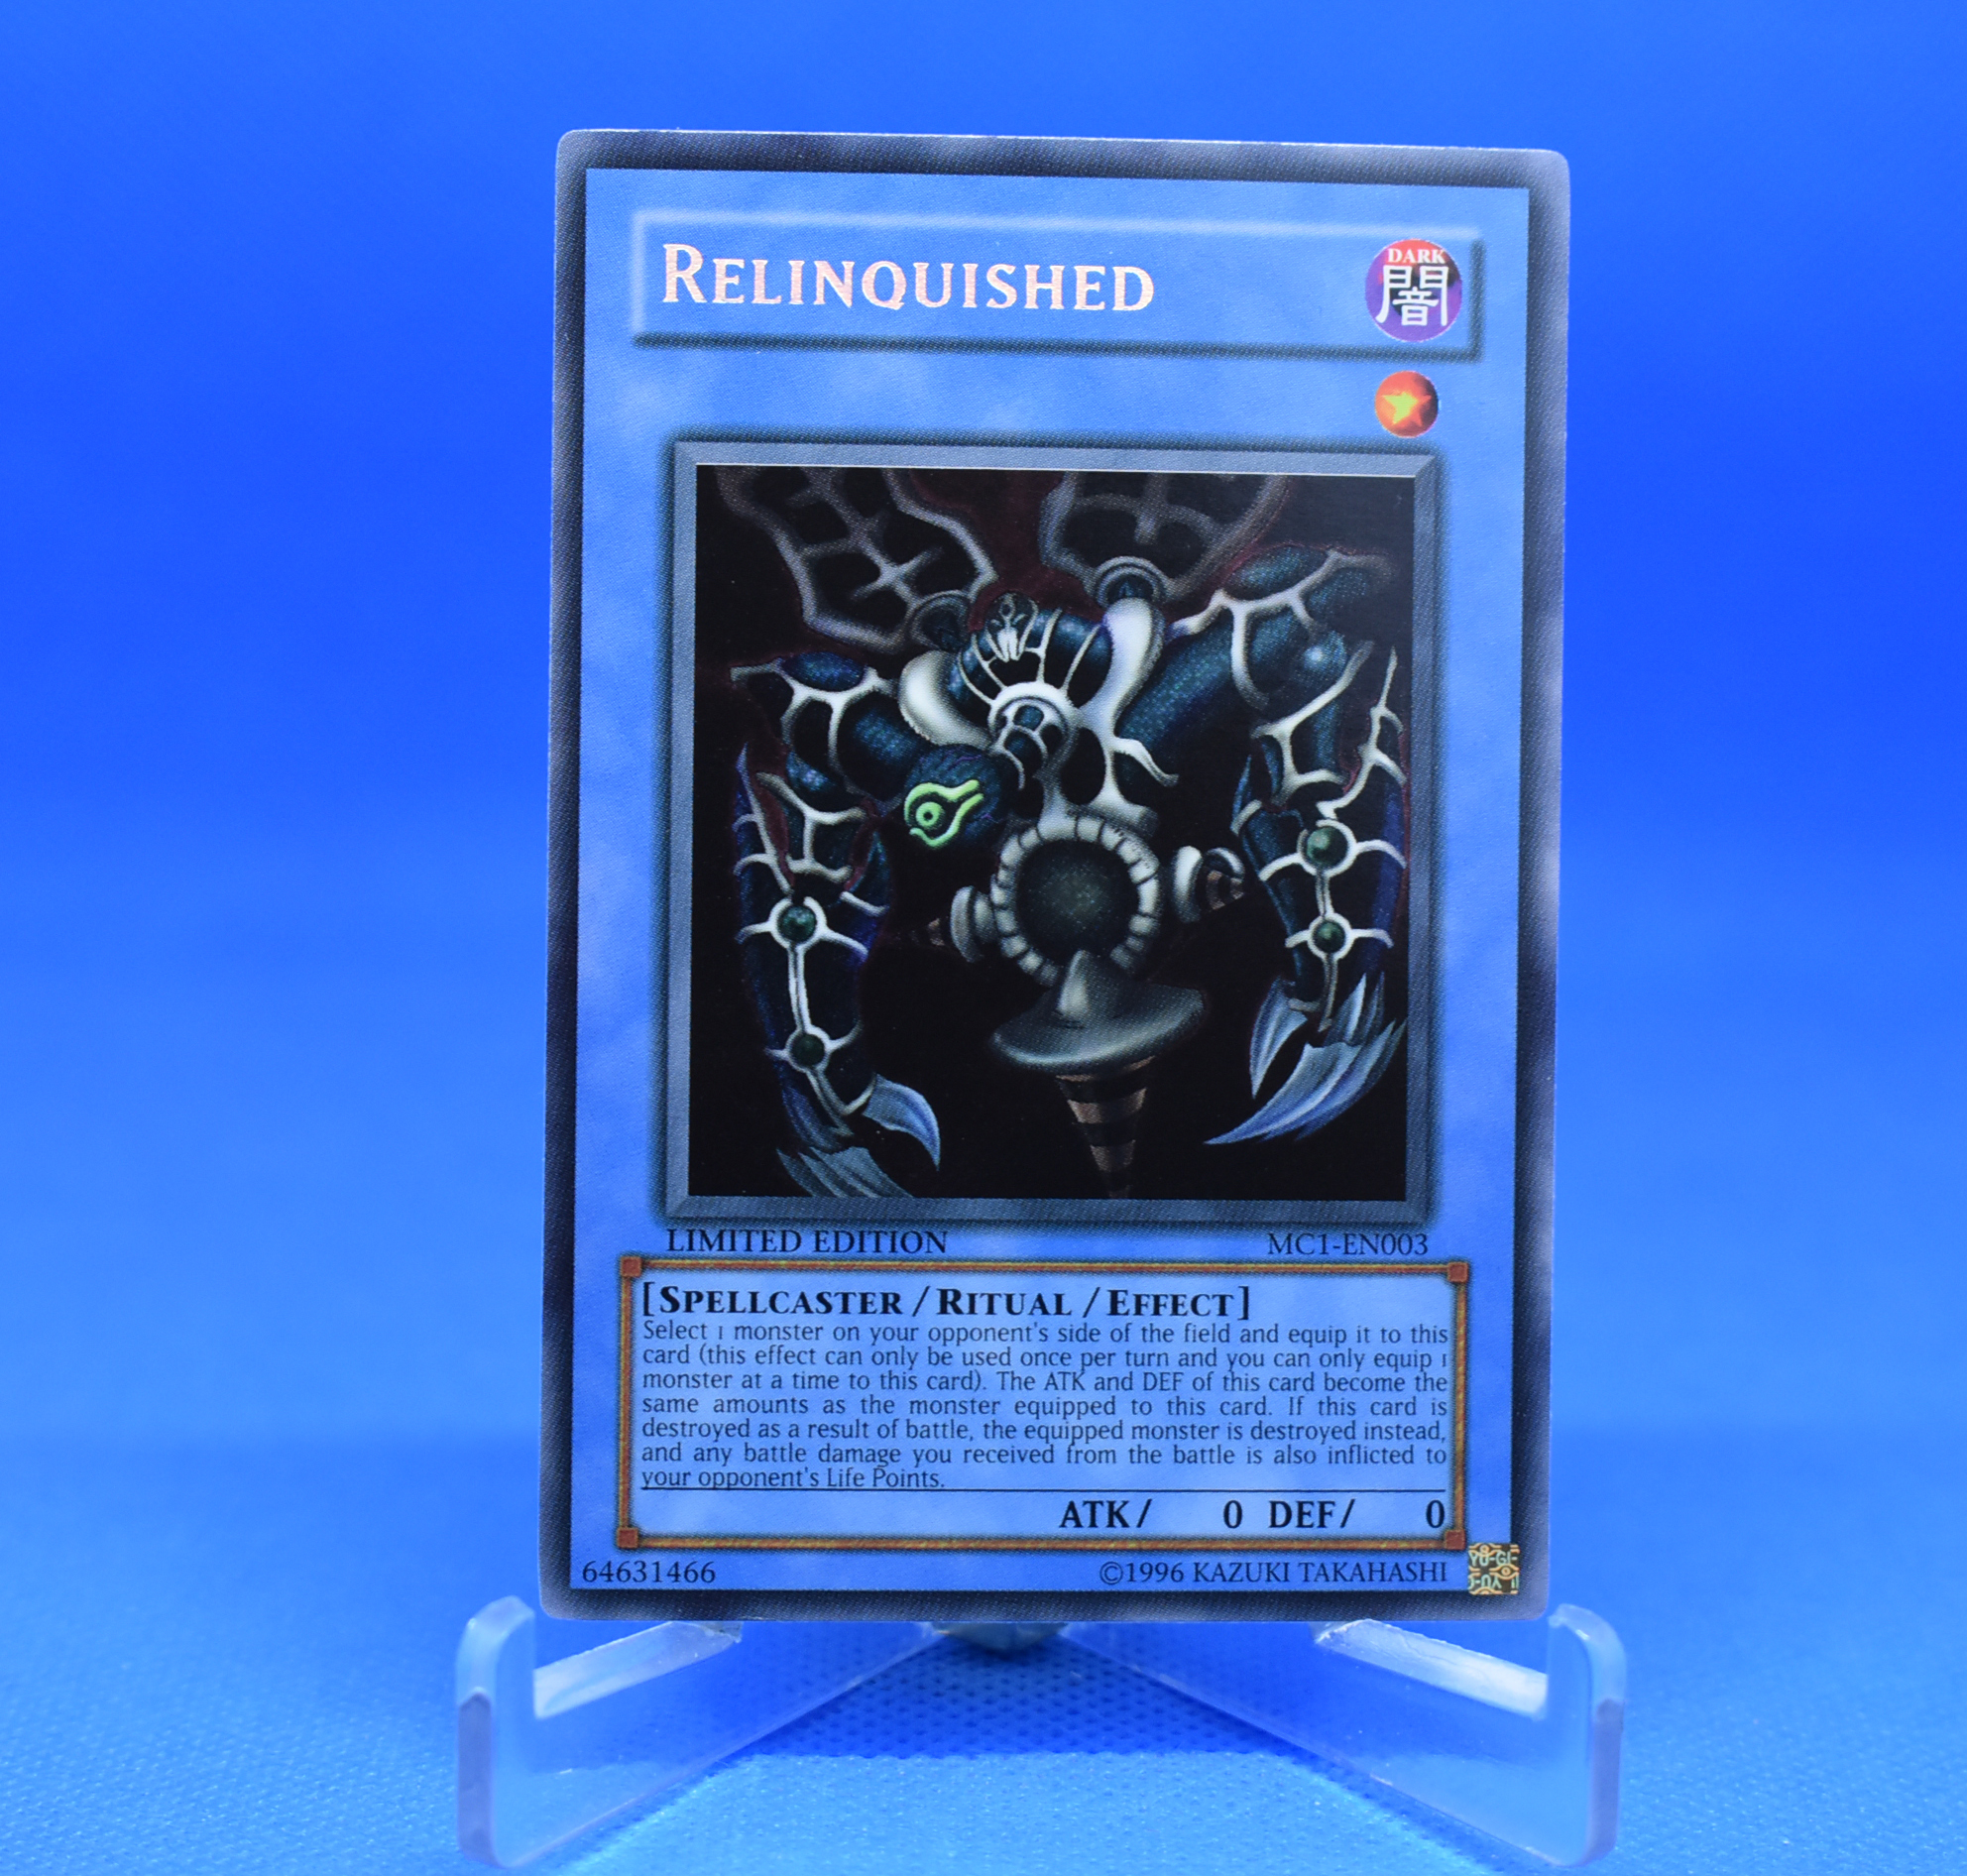 RELINQUISHED
DARK
闇
LIMITED EDITION MC1-EN003
[SPELLCASTER / RITUAL / EFFECT]
Select 1 monster on your opponent's side of the field and equip it to this
card (this effect can only be used once per turn and you can only equip 1
monster at a time to this card). The ATK and DEF of this card become the
same amounts as the monster equipped to this card. If this card is
destroyed as a result of battle, the equipped monster is destroyed instead,
and any battle damage you received from the battle is also inflicted to
your opponent's Life Points.
ATK/ 0 DEF/ 0
64631466 ©1996 KAZUKI TAKAHASHI
YU-GI-